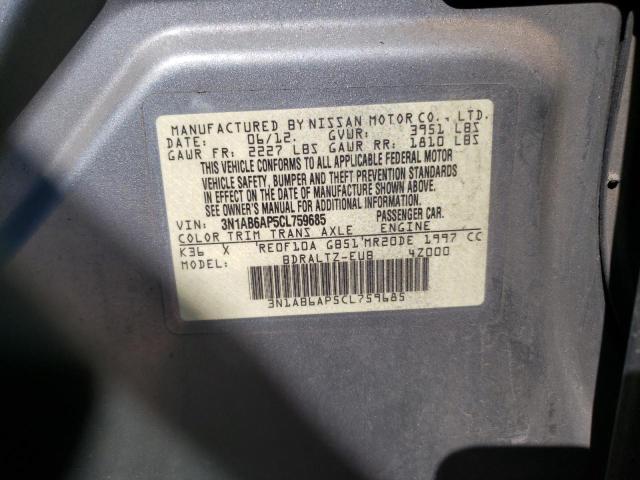 MANUFACTURED BY NISSAN MOTOR CO., LTD.
DATE: 06/12. GVWR: 3951 LBS
GAWR FR: 2227 LBS GAWR RR: 1810 LBS
THIS VEHICLE CONFORMS TO ALL APPLICABLE FEDERAL MOTOR
VEHICLE SAFETY, BUMPER AND THEFT PREVENTION STANDARDS
IN EFFECT ON THE DATE OF MANUFACTURE SHOWN ABOVE.
SEE OWNER'S MANUAL FOR ADDITIONAL INFORMATION.
VIN: 3N1AB6AP5CL759685 PASSENGER CAR.
COLOR TRIM TRANS AXLE ENGINE
K36 X 'RE0F10A GB51'MR20DE 1997 CC
MODEL: BDRALTZ-EUB 4Z000
3N1AB6AP5CL759685